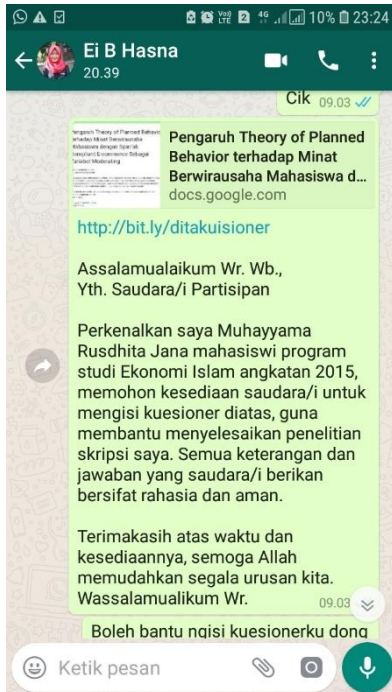 10% 23:24
Ei B Hasna
20.39
Cik 09.03
Pengaruh Theory of Planned
Behavior terhadap Minat
Berwirausaha Mahasiswa d...
docs.google.com
http://bit.ly/ditakuisioner
Assalamualaikum Wr. Wb.,
Yth. Saudara/i Partisipan
Perkenalkan saya Muhayyama
Rusdhita Jana mahasiswi program
studi Ekonomi Islam angkatan 2015,
memohon kesediaan saudara/i untuk
mengisi kuesioner diatas, guna
membantu menyelesaikan penelitian
skripsi saya. Semua keterangan dan
jawaban yang saudara/i berikan
bersifat rahasia dan aman.
Terimakasih atas waktu dan
kesediaannya, semoga Allah
memudahkan segala urusan kita.
Wassalamualikum Wr.
09.03
Boleh bantu ngisi kuesionerku dong
Ketik pesan